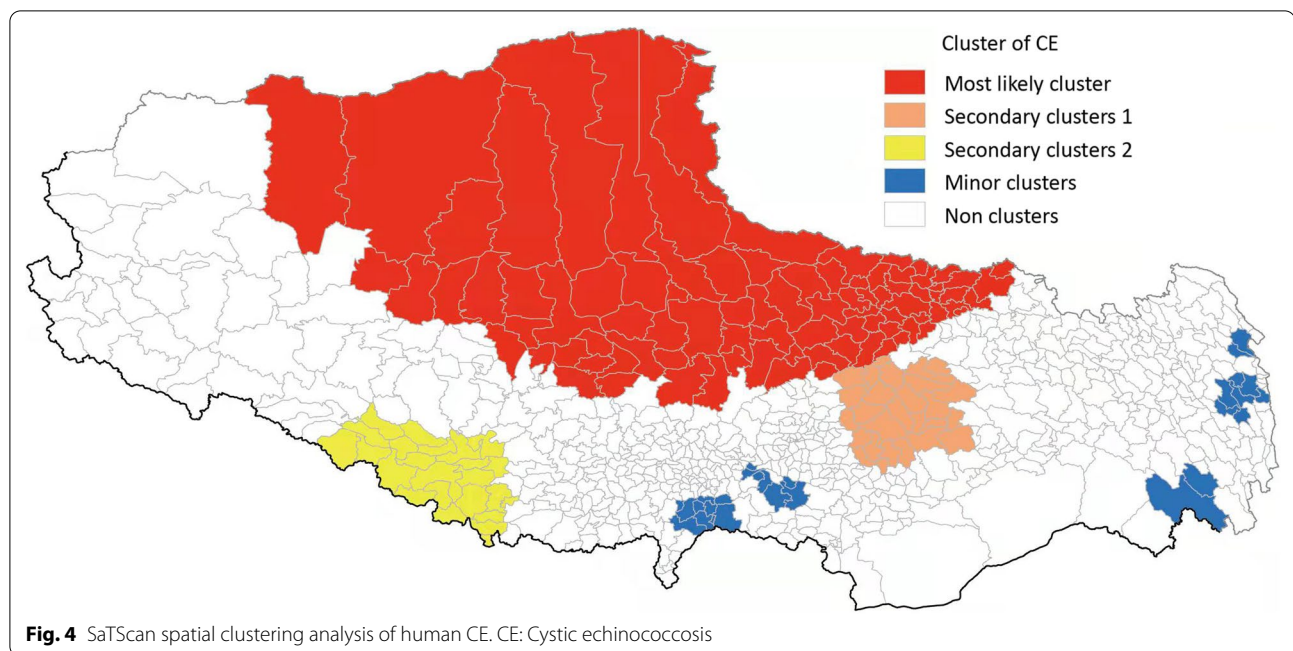 Cluster of CE
Most likely cluster
Secondary clusters 1
Secondary clusters 2
Minor clusters
Non clusters
Fig. 4 SaTScan spatial clustering analysis of human CE. CE: Cystic echinococcosis